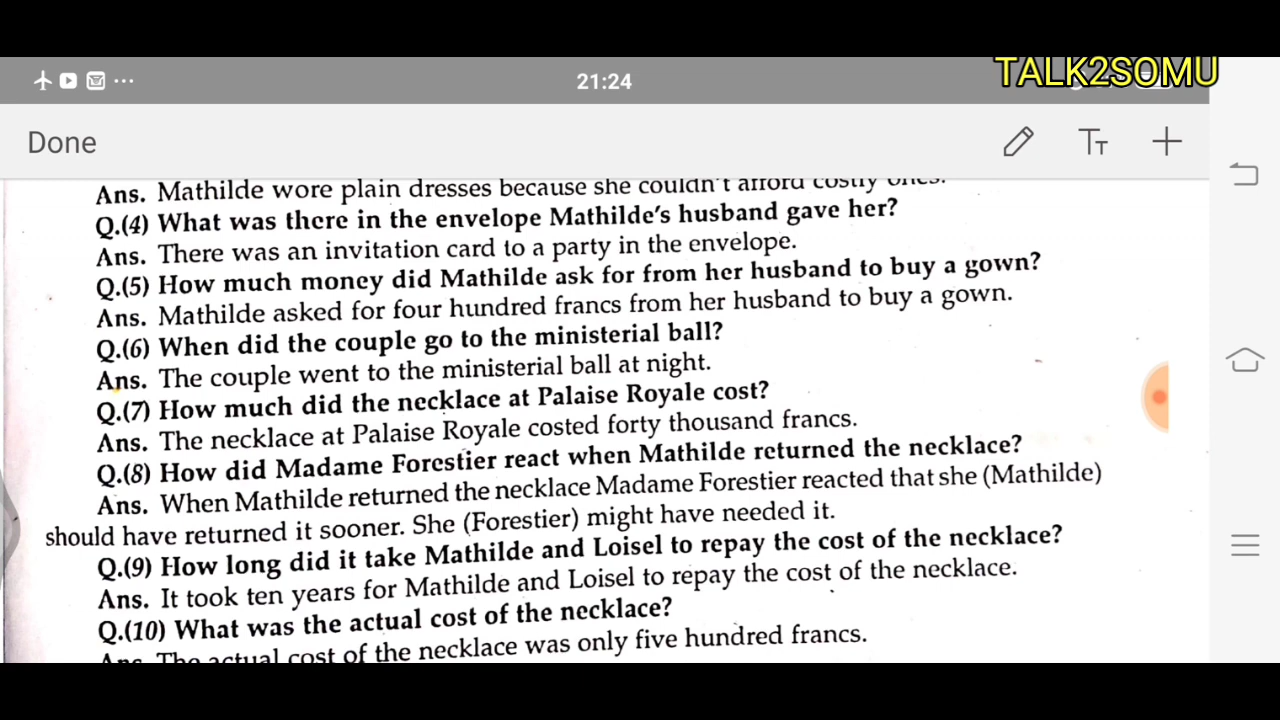 TALK2SOMU
21:24
Done
Ans. Mathilde wore plain dresses because she couldn't afford costly ones.
Q.(4) What was there in the envelope Mathilde's husband gave her?
Ans. There was an invitation card to a party in the envelope.
Q.(5) How much money did Mathilde ask for from her husband to buy a gown?
Ans. Mathilde asked for four hundred francs from her husband to buy a gown.
Q.(6) When did the couple go to the ministerial ball?
Ans. The couple went to the ministerial ball at night.
Q.(7) How much did the necklace at Palaise Royale cost?
Ans. The necklace at Palaise Royale costed forty thousand francs.
Q.(8) How did Madame Forestier react when Mathilde returned the necklace?
Ans. When Mathilde returned the necklace Madame Forestier reacted that she (Mathilde)
should have returned it sooner. She (Forestier) might have needed it.
Q.(9) How long did it take Mathilde and Loisel to repay the cost of the necklace?
Ans. It took ten years for Mathilde and Loisel to repay the cost of the necklace.
Q.(10) What was the actual cost of the necklace?
Ans. The actual cost of the necklace was only five hundred francs.